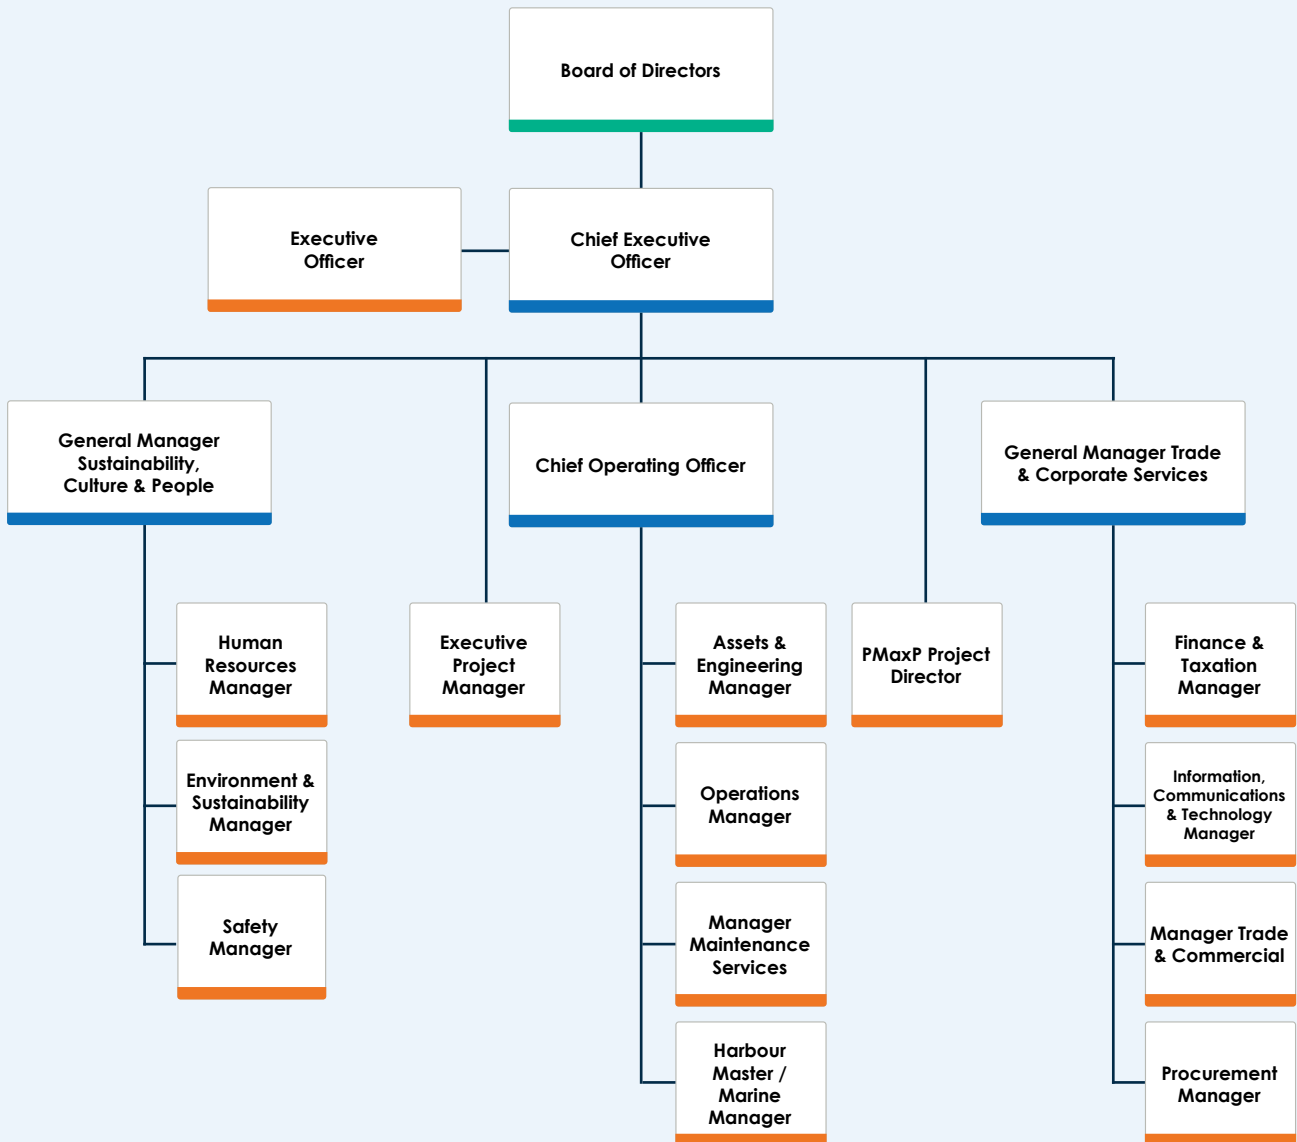 Board of Directors
Executive
Officer
Chief Executive
Officer
General Manager
Sustainability,
Culture & People
Chief Operating Officer
General Manager Trade
& Corporate Services
Human
Resources
Manager
Executive
Project
Manager
Assets &
Engineering
Manager
PMaxP Project
Director
Finance &
Taxation
Manager
Environment &
Sustainability
Manager
Operations
Manager
Information,
Communications
& Technology
Manager
Safety
Manager
Manager
Maintenance
Services
Manager Trade
& Commercial
Harbour
Master /
Marine
Manager
Procurement
Manager